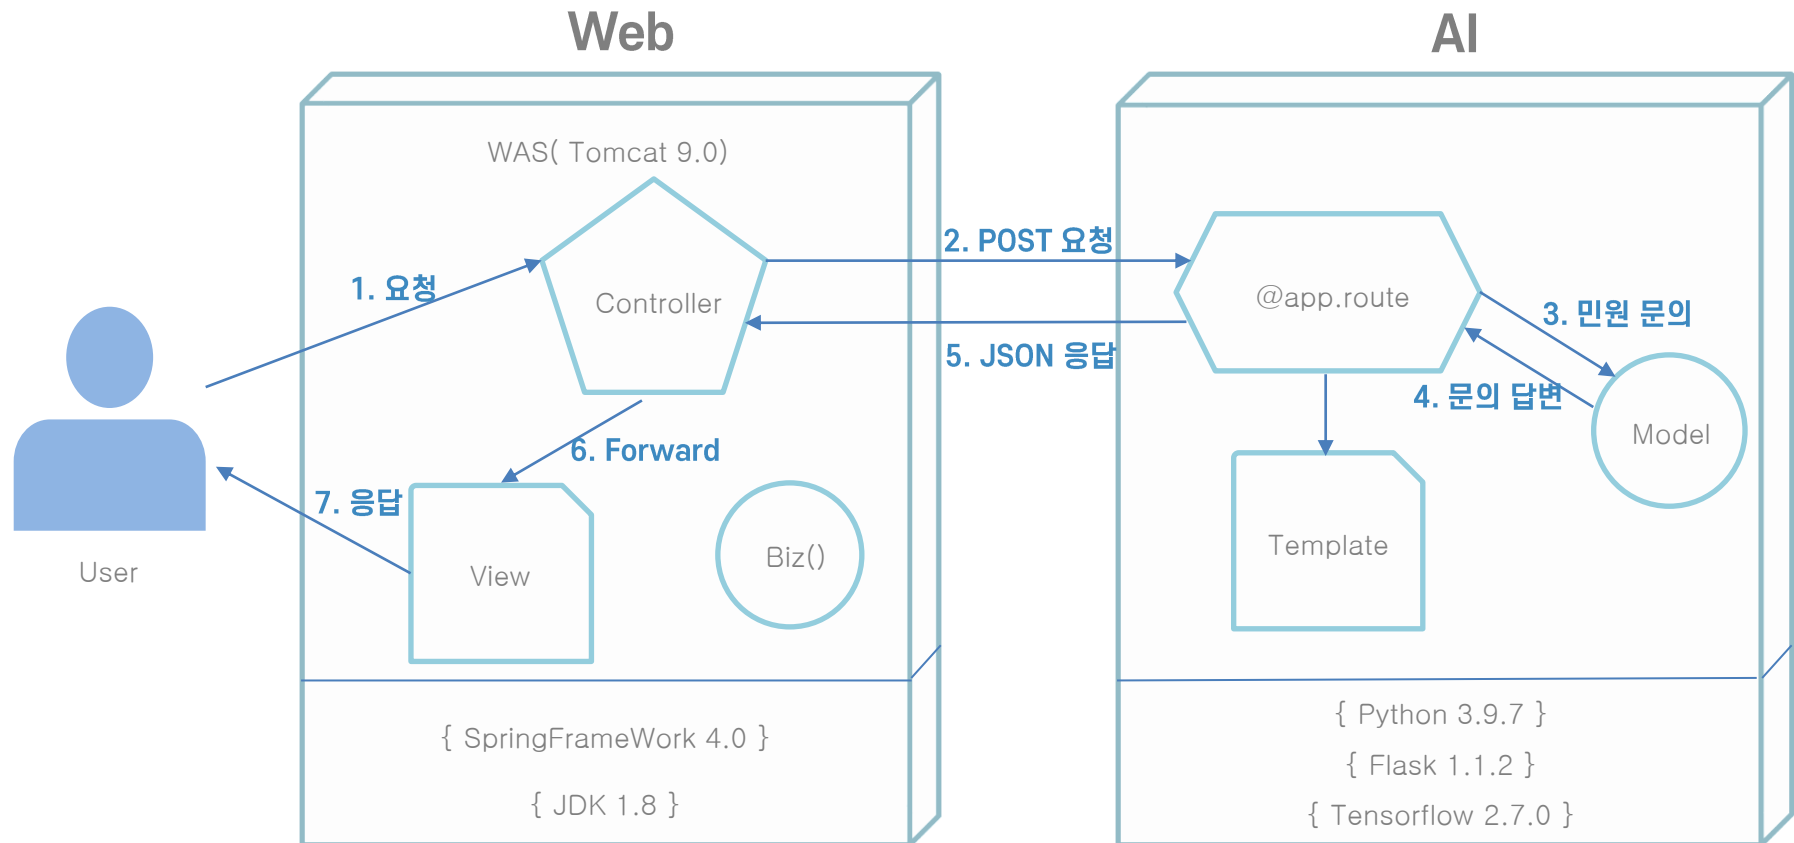 Web
AI
WAS( Tomcat 9.0)
1. 요청
Controller
2. POST 요청
@app.route
3. 민원 문의
5. JSON 응답
4. 문의 답변
Model
6. Forward
7. 응답
User
View
Biz()
Template
{ SpringFrameWork 4.0 }
{ JDK 1.8 }
{ Python 3.9.7 }
{ Flask 1.1.2 }
{ Tensorflow 2.7.0 }